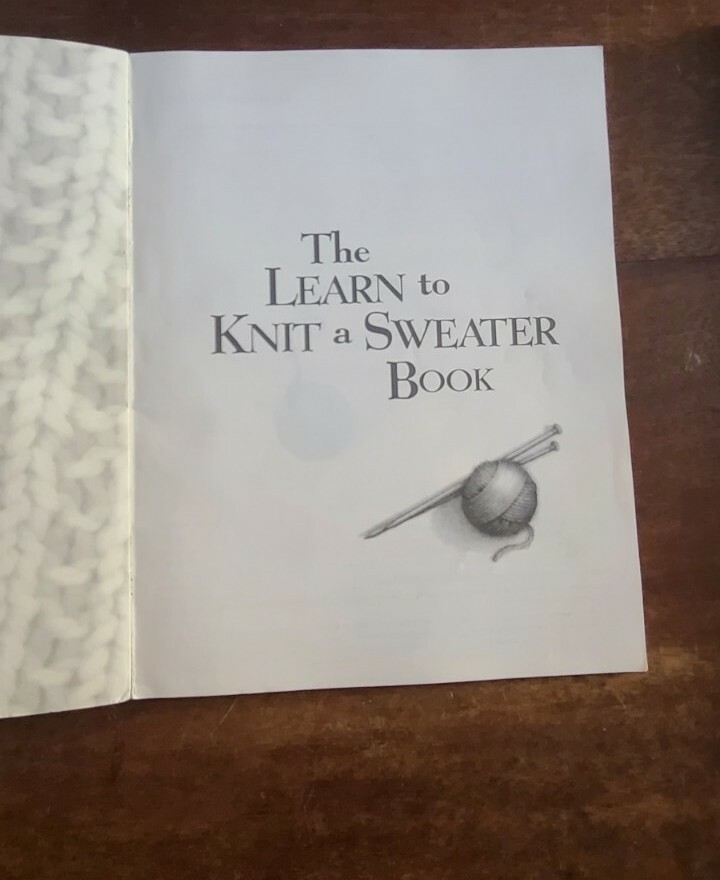 The
LEARN to
KNIT a SWEATER
BOOK